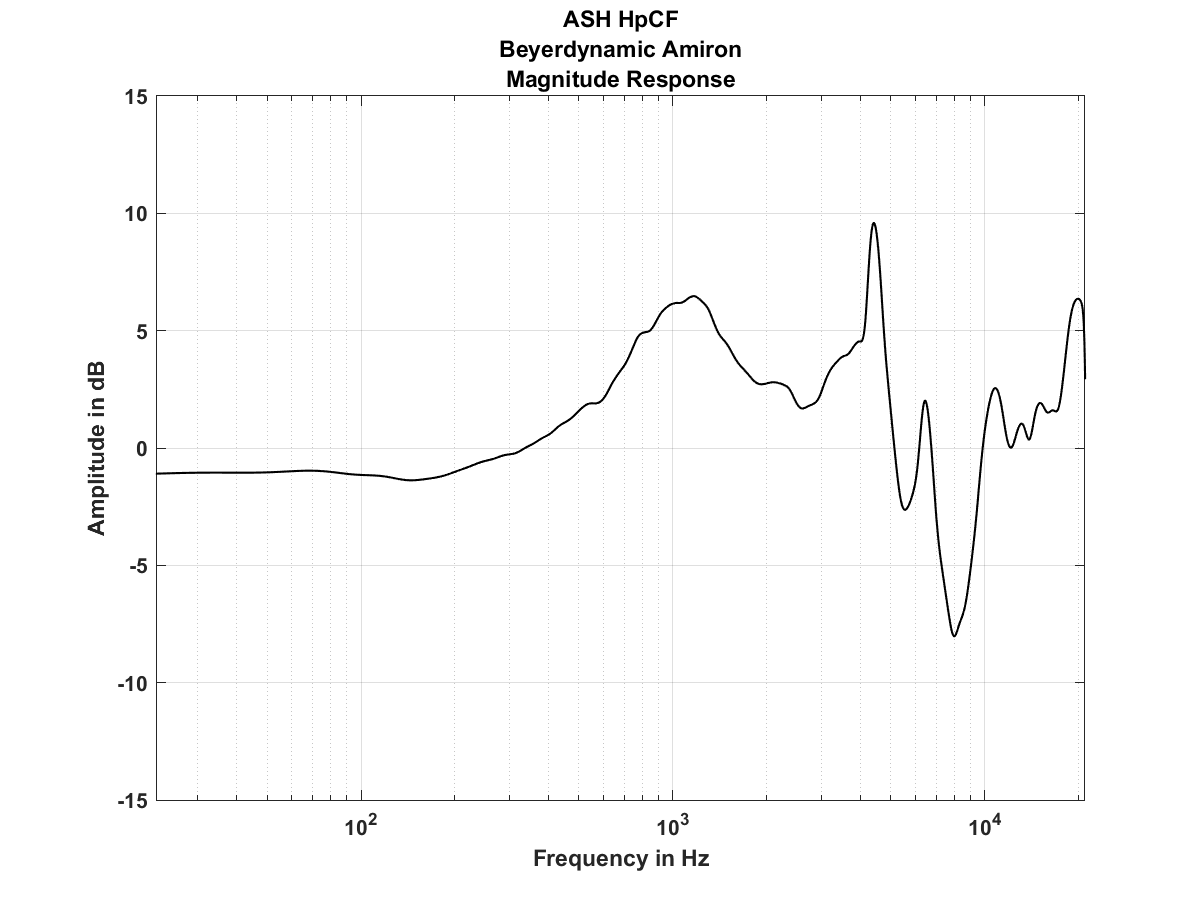 ASH HpCF
Beyerdynamic Amiron
Magnitude Response
15
10
5
0
-5
-10
-15
Amplitude in dB
10² 10³ 10⁴
Frequency in Hz